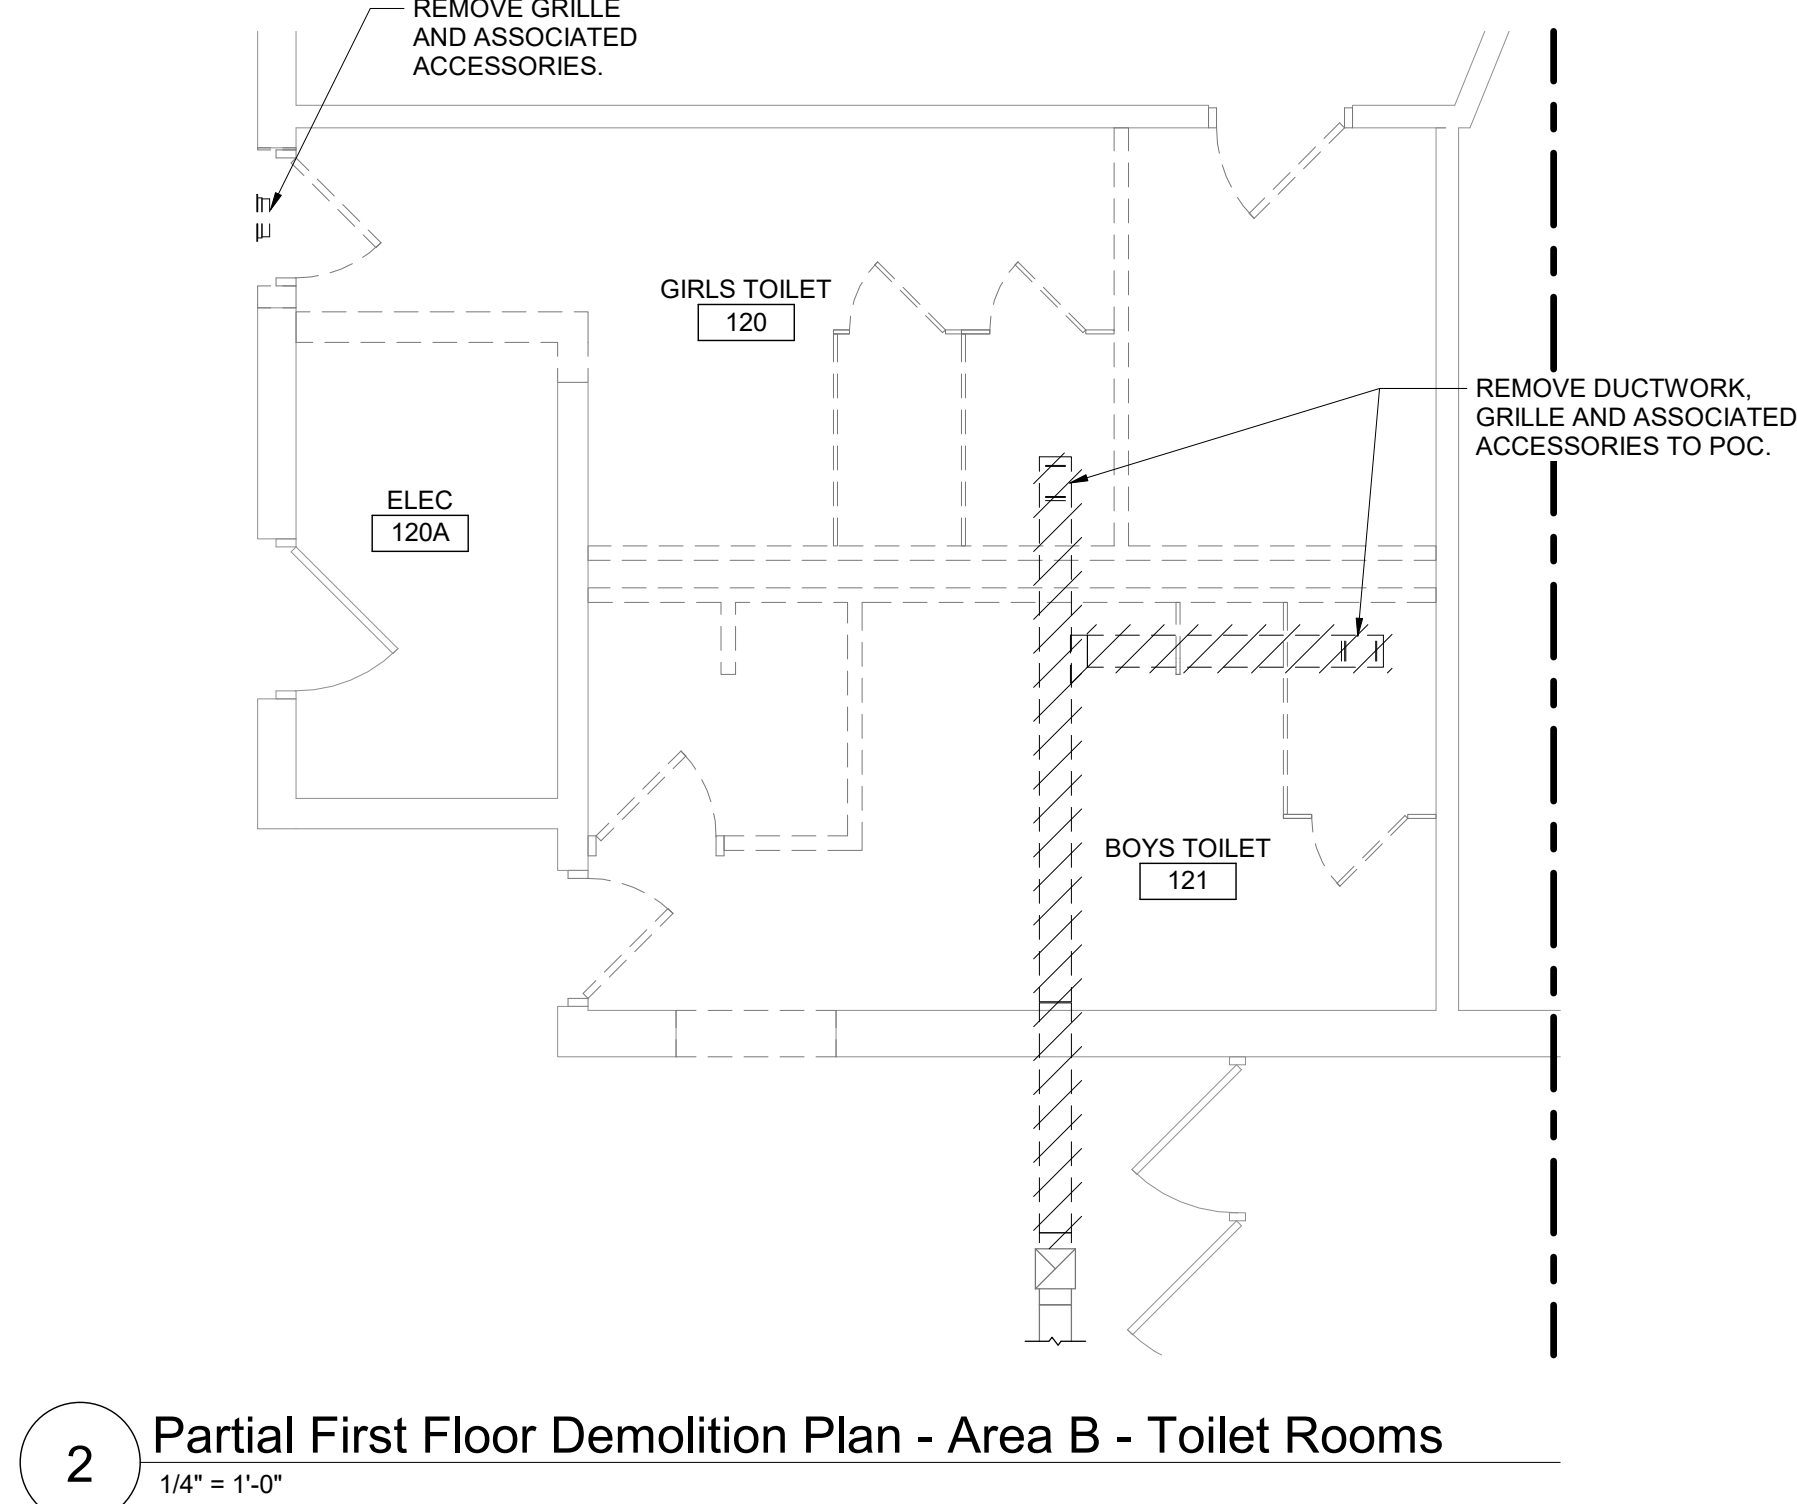 REMOVE GRILLE
AND ASSOCIATED
ACCESSORIES.
GIRLS TOILET
120
REMOVE DUCTWORK,
GRILLE AND ASSOCIATED
ACCESSORIES TO POC.
ELEC
120A
BOYS TOILET
121
2
Partial First Floor Demolition Plan - Area B - Toilet Rooms
1/4" = 1'-0"